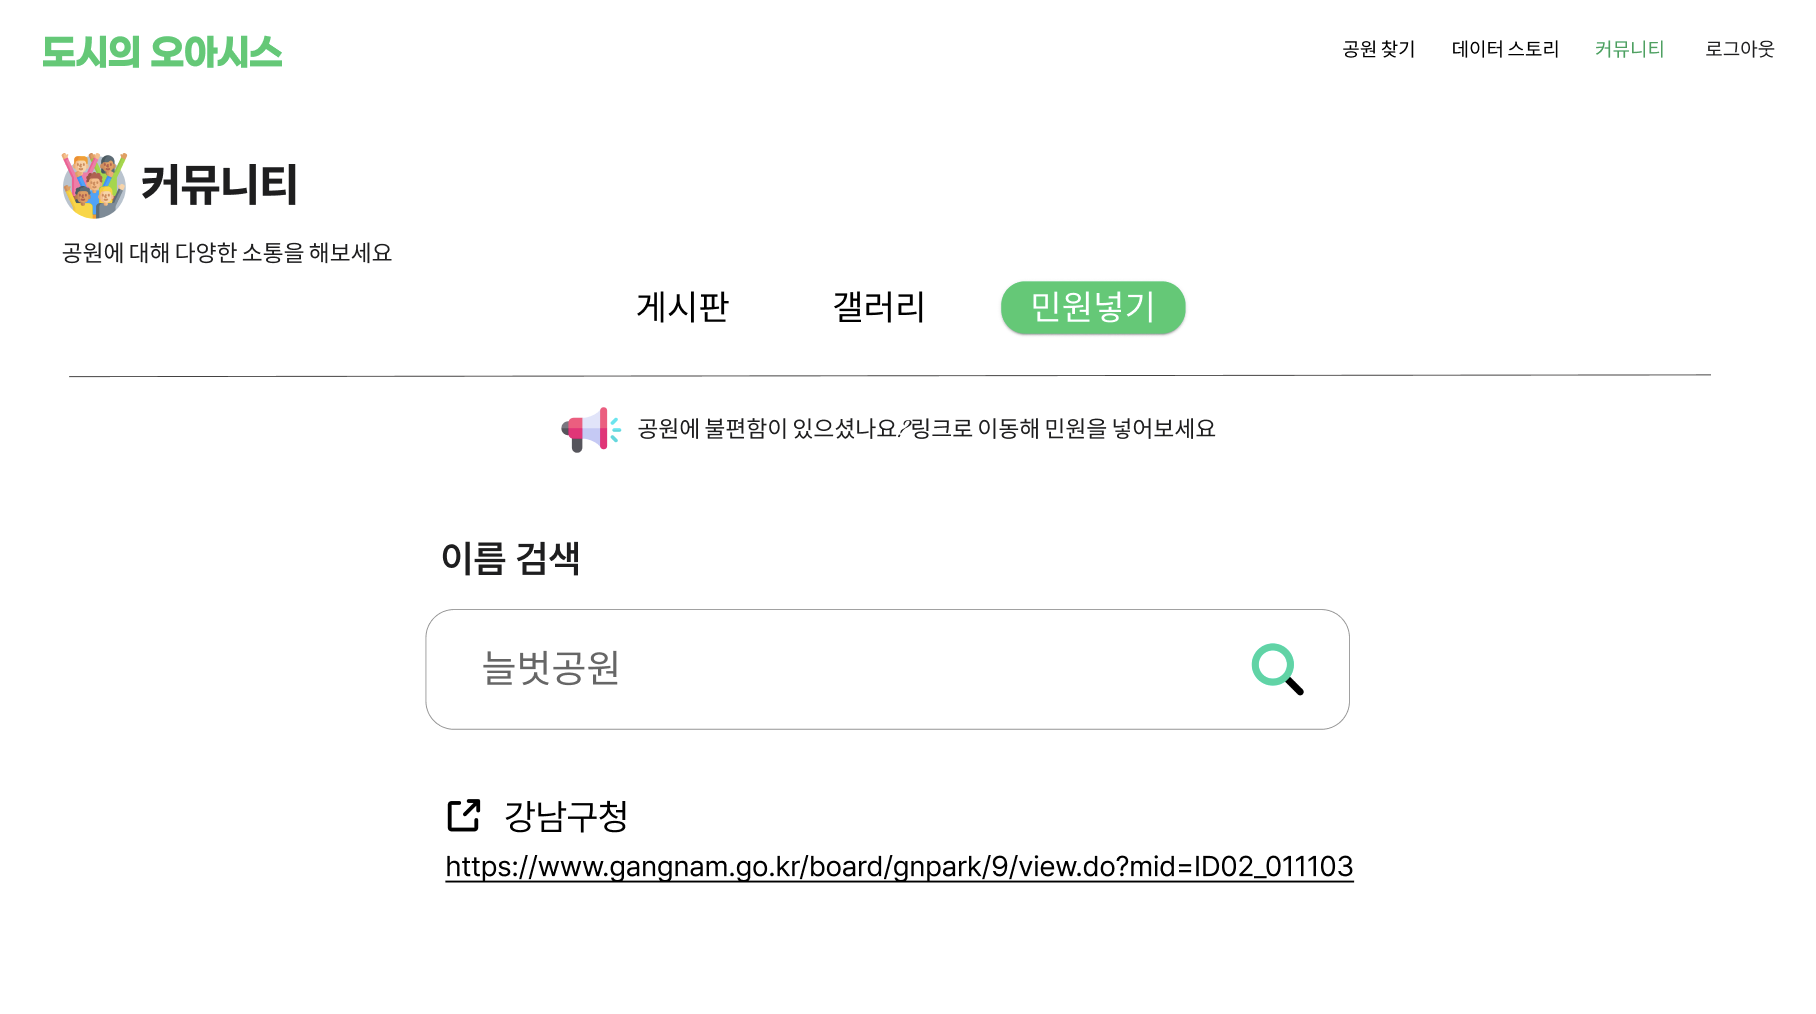 도시의 오아시스
공원 찾기 데이터 스토리 커뮤니티 로그아웃
커뮤니티
공원에 대해 다양한 소통을 해보세요
게시판 갤러리 민원넣기
공원에 불편함이 있으셨나요?링크로 이동해 민원을 넣어보세요
이름 검색
늘벗공원
강남구청
https://www.gangnam.go.kr/board/gnpark/9/view.do?mid=ID02_011103